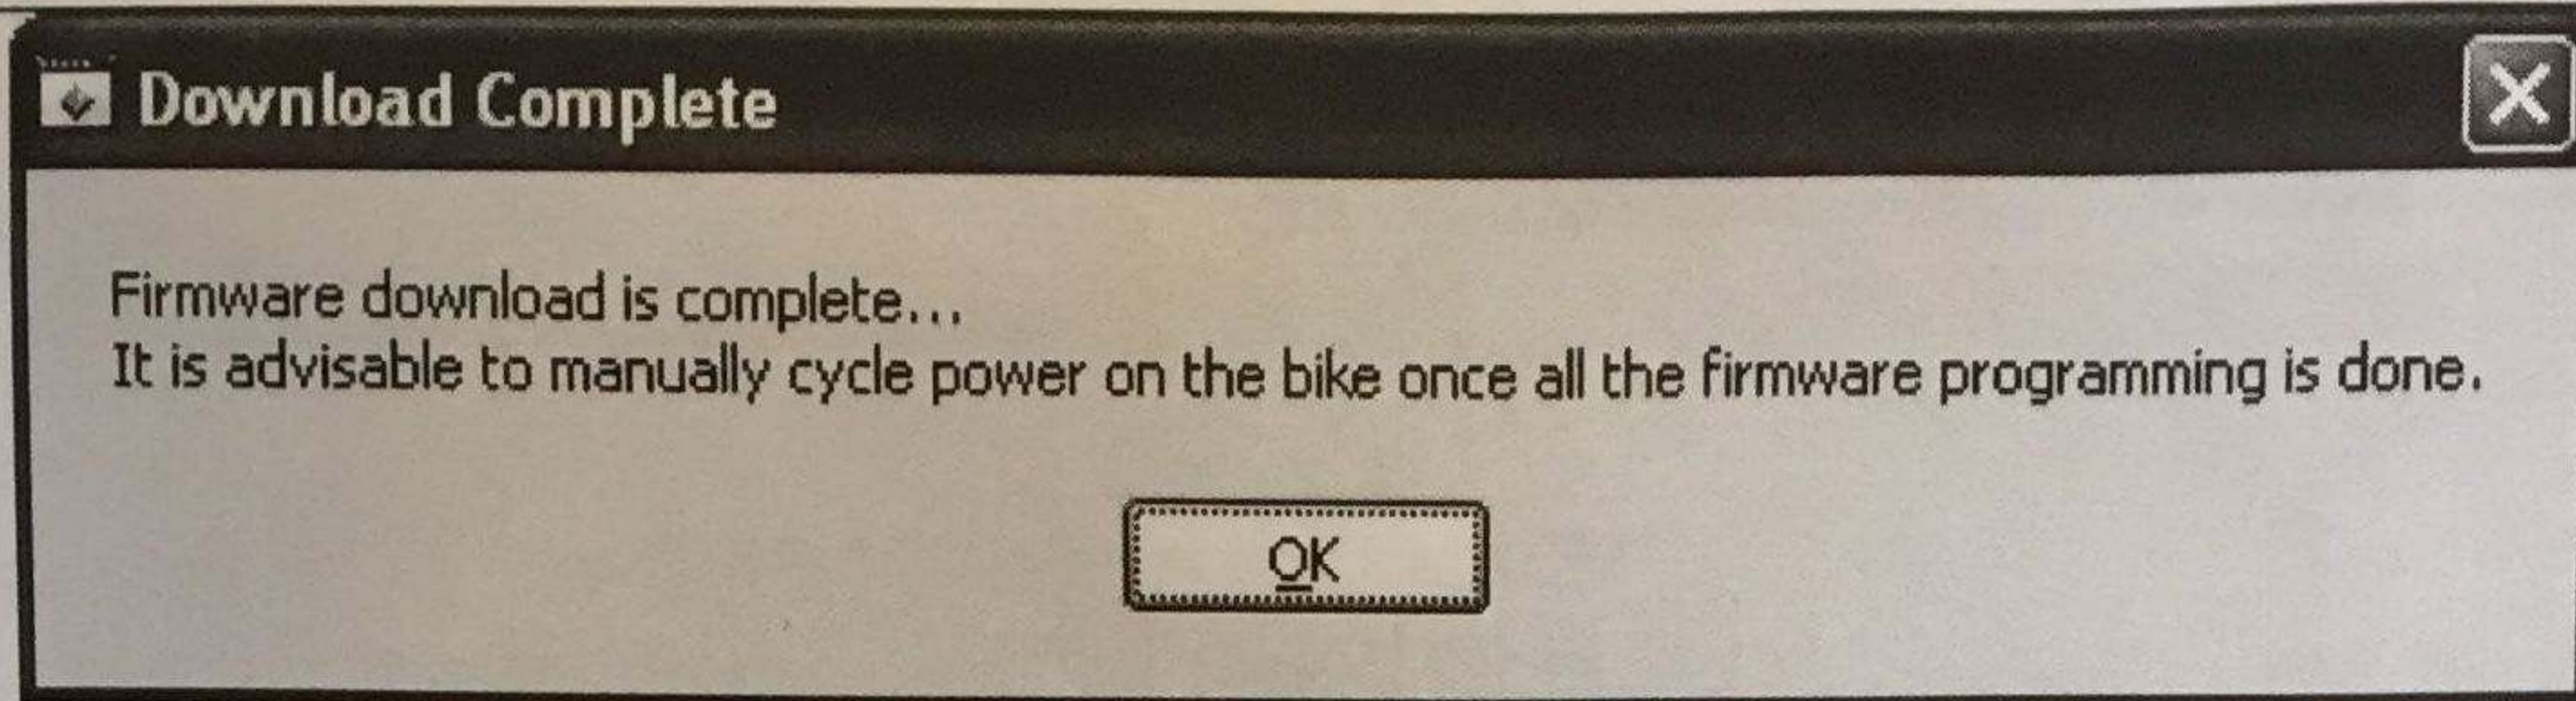 Download Complete
Firmware download is complete...
It is advisable to manually cycle power on the bike once all the firmware programming is done.
OK